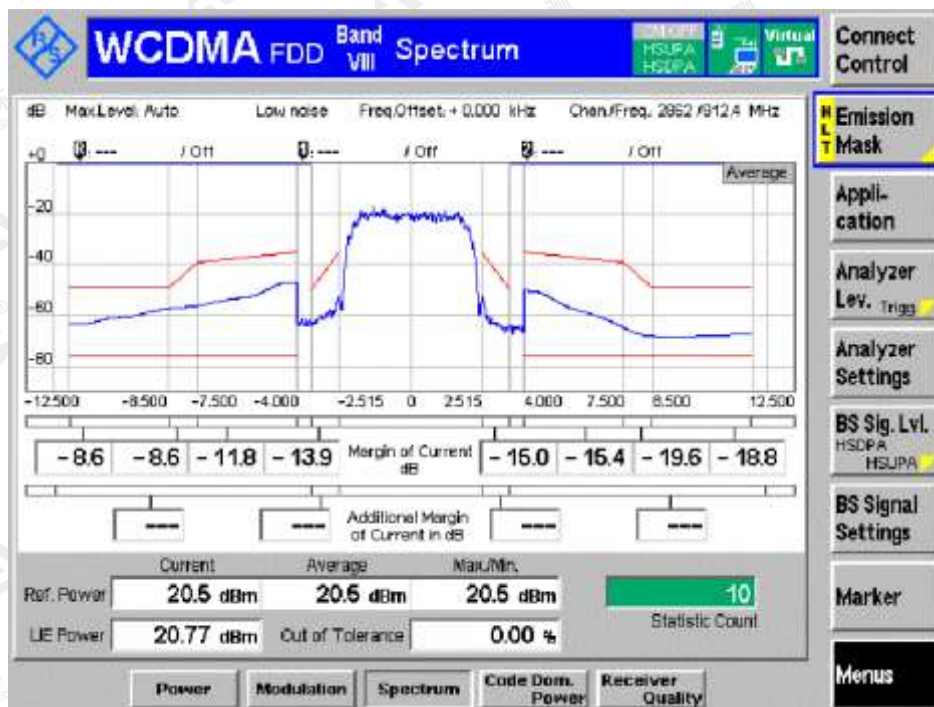 R&S
WCDMA FDD Band VIII Spectrum
CM OFF
HSUPA
HSDPA
Virtual
Connect Control
dB Max.Level: Auto Low noise Freq.Offset: + 0.000 kHz Chan./Freq.: 2862 /912.4 MHz
--- / Off --- / Off 2: --- / Off
Average
+0
-20
-40
-60
-80
-12.500 -8.500 -7.500 -4.000 -2.515 0 2.515 4.000 7.500 8.500 12.500
-8.6 -8.6 -11.8 -13.9 Margin of Current dB -15.0 -15.4 -19.6 -18.8
--- --- Additional Margin of Current in dB --- ---
Current Average Max./Min.
Ref. Power 20.5 dBm 20.5 dBm 20.5 dBm 10
Statistic Count
UE Power 20.77 dBm Out of Tolerance 0.00 %
Power Modulation Spectrum Code Dom. Power Receiver Quality
H L T
Emission Mask
Appli-cation
Analyzer Lev. Trigg.
Analyzer Settings
BS Sig. Lvl.
HSDPA
HSUPA
BS Signal Settings
Marker
Menus